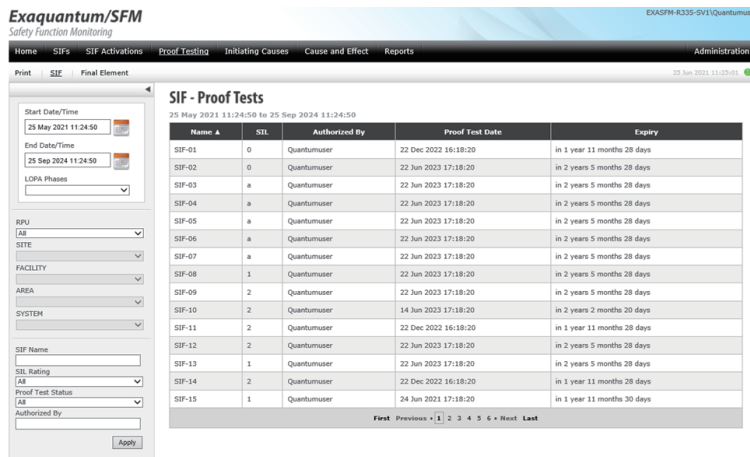 Exaquantum/SFM
Safety Function Monitoring
EXASFM-R335-SV1\Quantumus
Home SIFs SIF Activations Proof Testing Initiating Causes Cause and Effect Reports Administration
Print SIF Final Element
25 Jun 2021 11:25:01
Start Date/Time
25 May 2021 11:24:50
End Date/Time
25 Sep 2024 11:24:50
LOPA Phases
RPU
All
SITE
FACILITY
AREA
SYSTEM
SIF Name
SIL Rating
All
Proof Test Status
All
Authorized By
Apply
SIF - Proof Tests
25 May 2021 11:24:50 to 25 Sep 2024 11:24:50
Name ▲ SIL Authorized By Proof Test Date Expiry
SIF-01 0 Quantumuser 22 Dec 2022 16:18:20 in 1 year 11 months 28 days
SIF-02 0 Quantumuser 22 Jun 2023 17:18:20 in 2 years 5 months 28 days
SIF-03 a Quantumuser 22 Jun 2023 17:18:20 in 2 years 5 months 28 days
SIF-04 a Quantumuser 22 Jun 2023 17:18:20 in 2 years 5 months 28 days
SIF-05 a Quantumuser 22 Jun 2023 17:18:20 in 2 years 5 months 28 days
SIF-06 a Quantumuser 22 Jun 2023 17:18:20 in 2 years 5 months 28 days
SIF-07 a Quantumuser 22 Jun 2023 17:18:20 in 2 years 5 months 28 days
SIF-08 1 Quantumuser 22 Jun 2023 17:18:20 in 2 years 5 months 28 days
SIF-09 2 Quantumuser 22 Jun 2023 17:18:20 in 2 years 5 months 28 days
SIF-10 2 Quantumuser 14 Jun 2023 17:18:20 in 2 years 2 months 20 days
SIF-11 2 Quantumuser 22 Dec 2022 16:18:20 in 1 year 11 months 28 days
SIF-12 2 Quantumuser 22 Jun 2023 17:18:20 in 2 years 5 months 28 days
SIF-13 1 Quantumuser 22 Jun 2023 17:18:20 in 2 years 5 months 28 days
SIF-14 2 Quantumuser 22 Dec 2022 16:18:20 in 1 year 11 months 28 days
SIF-15 1 Quantumuser 24 Jun 2021 17:18:20 in 1 year 11 months 30 days
First Previous • 1 2 3 4 5 6 • Next Last